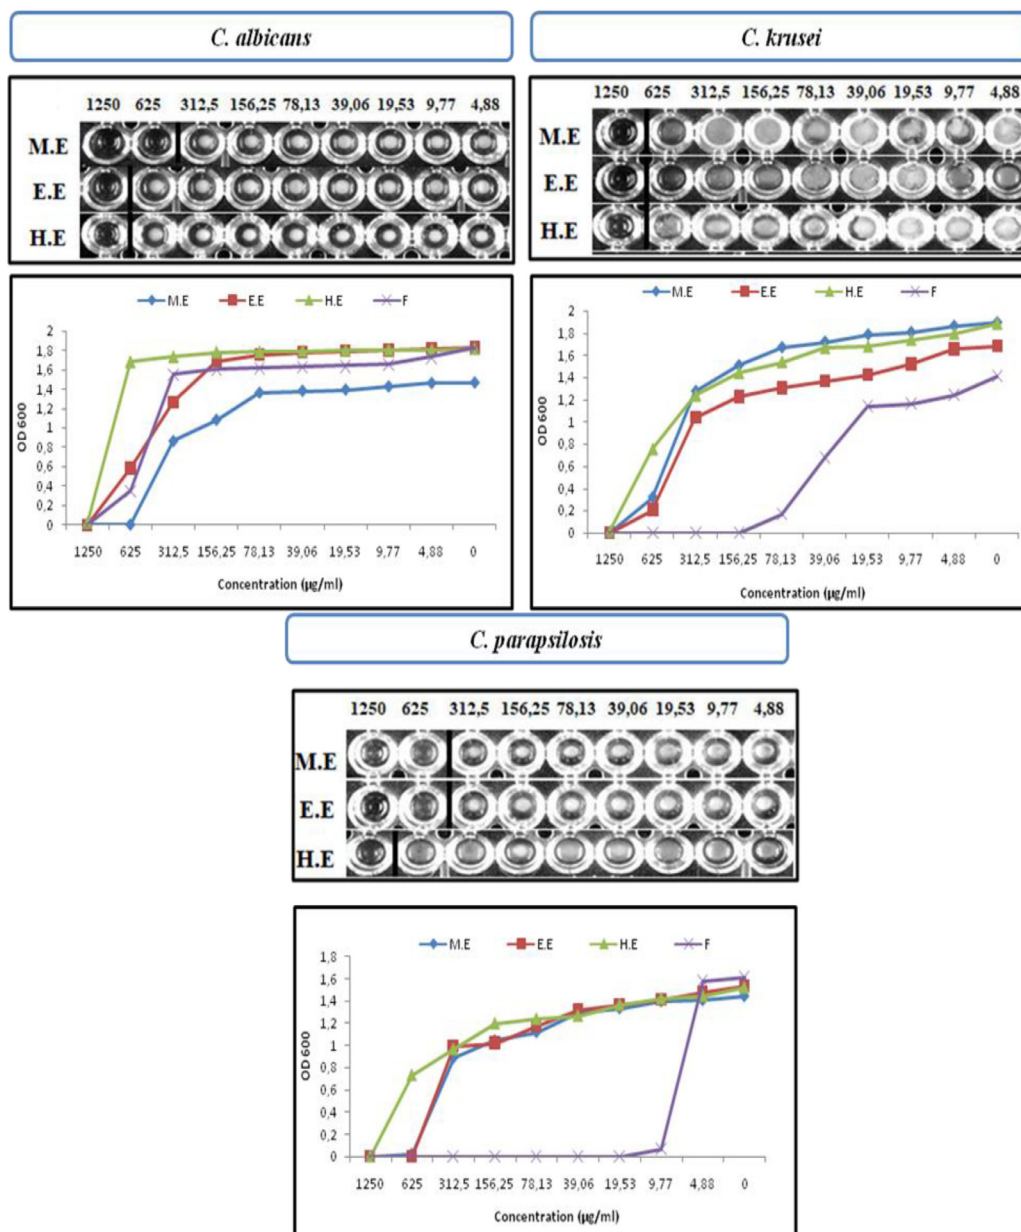 C. albicans
C. krusei
1250 625 312,5 156,25 78,13 39,06 19,53 9,77 4,88
M.E
E.E
H.E
1250 625 312,5 156,25 78,13 39,06 19,53 9,77 4,88
M.E
E.E
H.E
M.E E.E H.E F
2
1,8
1,6
1,4
1,2
1
0,8
0,6
0,4
0,2
0
OD 600
1250 625 312,5 156,25 78,13 39,06 19,53 9,77 4,88 0
Concentration (µg/ml)
M.E E.E H.E F
2
1,8
1,6
1,4
1,2
1
0,8
0,6
0,4
0,2
0
OD 600
1250 625 312,5 156,25 78,13 39,06 19,53 9,77 4,88 0
Concentration (µg/ml)
C. parapsilosis
1250 625 312,5 156,25 78,13 39,06 19,53 9,77 4,88
M.E
E.E
H.E
M.E E.E H.E F
1,8
1,6
1,4
1,2
1
0,8
0,6
0,4
0,2
0
OD 600
1250 625 312,5 156,25 78,13 39,06 19,53 9,77 4,88 0
Concentration (µg/ml)